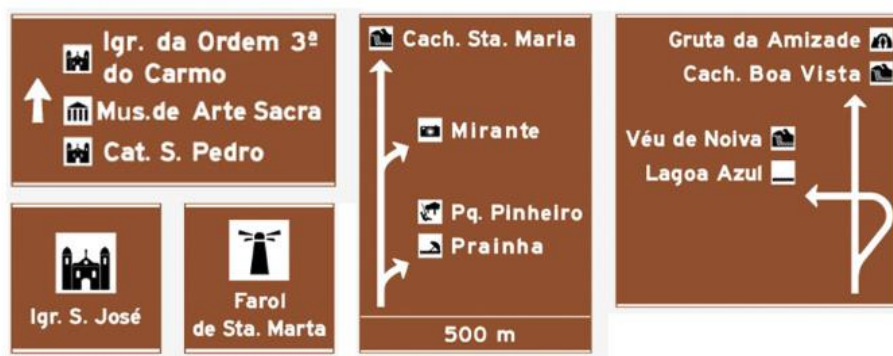 Igr. da Ordem 3ª
do Carmo
Mus.de Arte Sacra
Cat. S. Pedro
Igr. S. José
Farol
de Sta. Marta
Cach. Sta. Maria
Mirante
Pq. Pinheiro
Prainha
500 m
Gruta da Amizade
Cach. Boa Vista
Véu de Noiva
Lagoa Azul